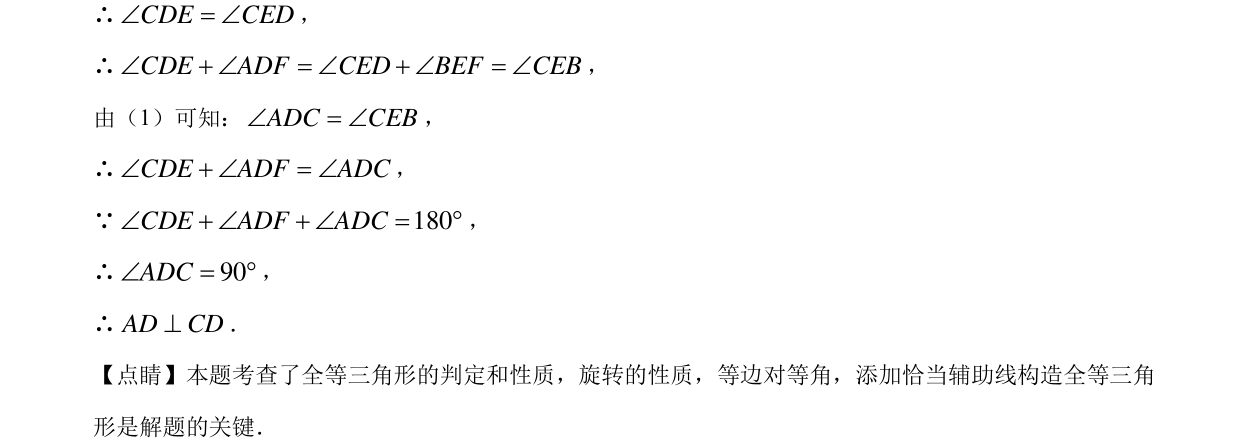 ∴ ∠CDE = ∠CED，
∴ ∠CDE + ∠ADF = ∠CED + ∠BEF = ∠CEB，
由（1）可知：∠ADC = ∠CEB，
∴ ∠CDE + ∠ADF = ∠ADC，
∵ ∠CDE + ∠ADF + ∠ADC = 180°，
∴ ∠ADC = 90°，
∴ AD ⊥ CD．
【点睛】本题考查了全等三角形的判定和性质，旋转的性质，等边对等角，添加恰当辅助线构造全等三角
形是解题的关键．